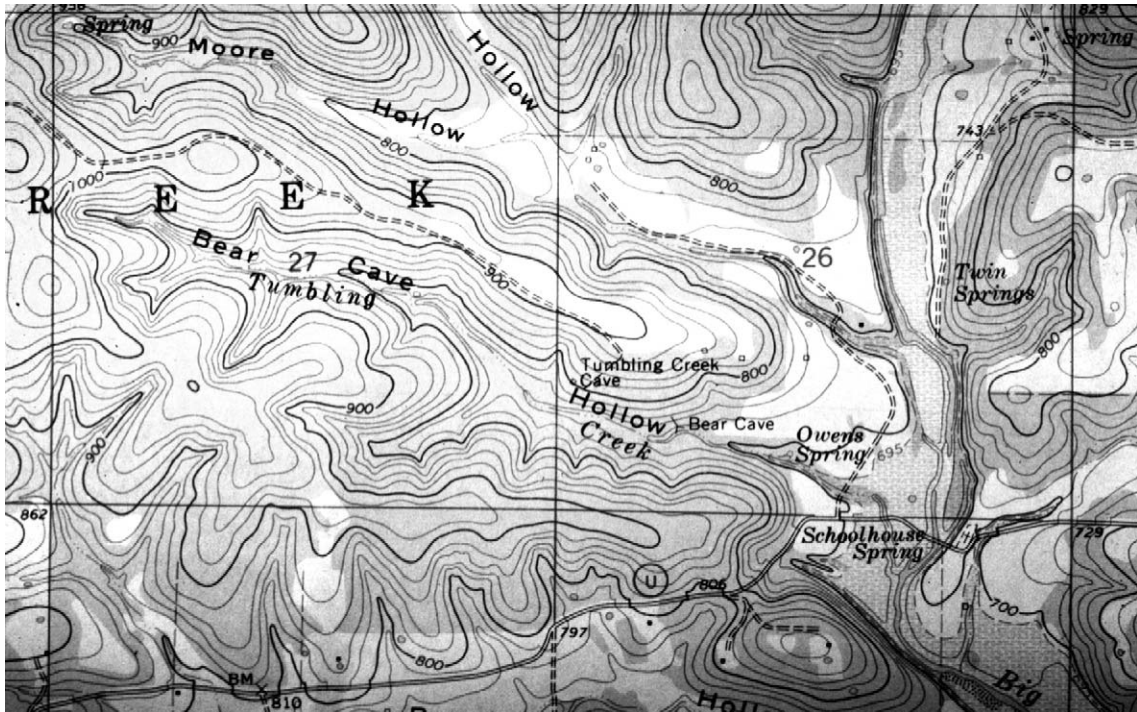 936
829
Spring
900
Moore
Hollow
Spring
Hollow
743
800
1000
R E E K
800
Bear
27
Cave
Tumbling
900
26
Twin
Springs
Tumbling Creek
Cave
800
800
900
Hollow
Creek
Bear Cave
Owens
Spring
695
900
862
Schoolhouse
Spring
729
U
806
700
797
800
BM
810
Big